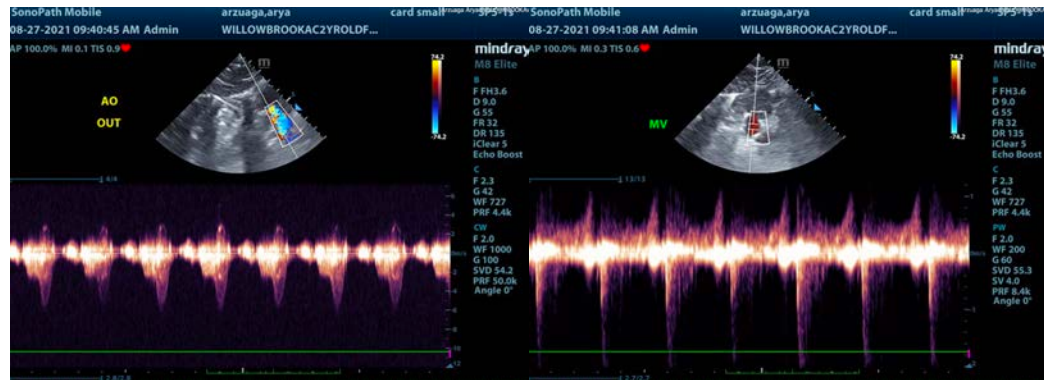 SonoPath Mobile arzuaga,arya card small
08-27-2021 09:40:45 AM Admin WILLOWBROOKAC2YROLDF...
AP 100.0% MI 0.1 TIS 0.9
mindray
M8 Elite
AO
OUT
m
74.2
-74.2
B
F FH3.6
D 9.0
G 55
FR 32
DR 135
iClear 5
Echo Boost
C
F 2.3
G 42
WF 727
PRF 4.4k
CW
F 2.0
WF 1000
G 100
SVD 54.2
PRF 50.0k
Angle 0°
SonoPath Mobile arzuaga,arya card small
08-27-2021 09:41:08 AM Admin WILLOWBROOKAC2YROLDF...
AP 100.0% MI 0.3 TIS 0.6
mindray
M8 Elite
MV
m
74.2
-74.2
13/13
B
F FH3.6
D 9.0
G 55
FR 32
DR 135
iClear 5
Echo Boost
C
F 2.3
G 42
WF 727
PRF 4.4k
PW
F 2.0
WF 200
G 60
SVD 55.3
SV 4.0
PRF 8.4k
Angle 0°